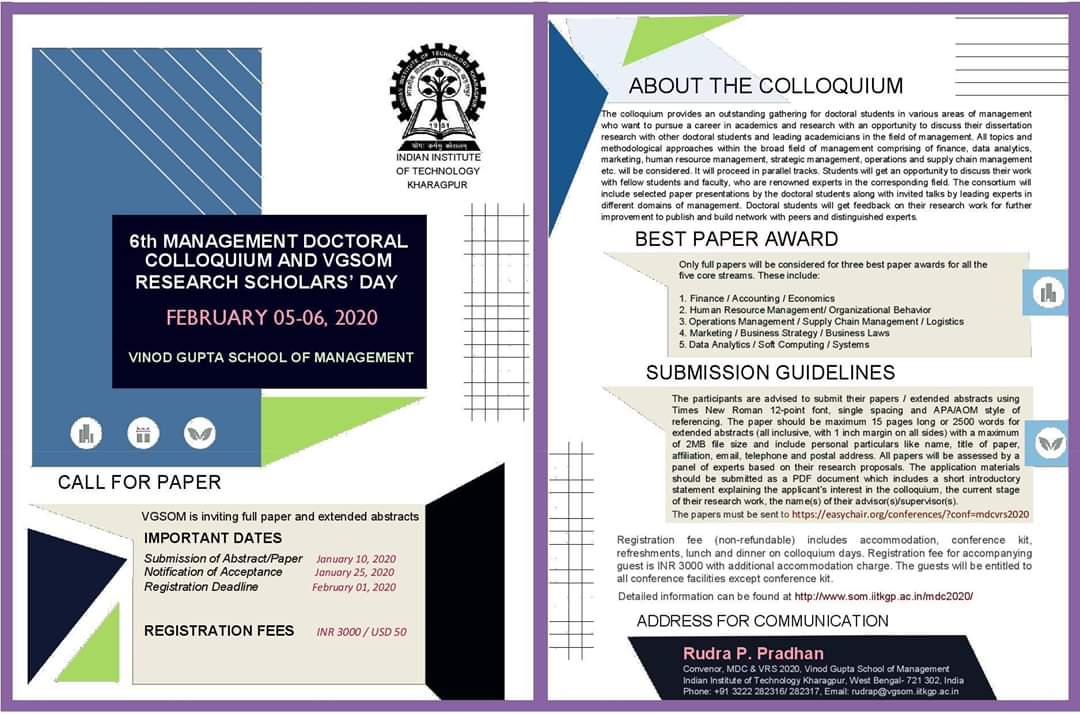 INDIAN INSTITUTE OF TECHNOLOGY KHARAGPUR
1951
योगः कर्मसु कौशलम्
INDIAN INSTITUTE
OF TECHNOLOGY
KHARAGPUR
6th MANAGEMENT DOCTORAL
COLLOQUIUM AND VGSOM
RESEARCH SCHOLARS' DAY
FEBRUARY 05-06, 2020
VINOD GUPTA SCHOOL OF MANAGEMENT
CALL FOR PAPER
VGSOM is inviting full paper and extended abstracts
IMPORTANT DATES
Submission of Abstract/Paper January 10, 2020
Notification of Acceptance January 25, 2020
Registration Deadline February 01, 2020
REGISTRATION FEES INR 3000 / USD 50
ABOUT THE COLLOQUIUM
The colloquium provides an outstanding gathering for doctoral students in various areas of management
who want to pursue a career in academics and research with an opportunity to discuss their dissertation
research with other doctoral students and leading academicians in the field of management. All topics and
methodological approaches within the broad field of management comprising of finance, data analytics,
marketing, human resource management, strategic management, operations and supply chain management
etc. will be considered. It will proceed in parallel tracks. Students will get an opportunity to discuss their work
with fellow students and faculty, who are renowned experts in the corresponding field. The consortium will
include selected paper presentations by the doctoral students along with invited talks by leading experts in
different domains of management. Doctoral students will get feedback on their research work for further
improvement to publish and build network with peers and distinguished experts.
BEST PAPER AWARD
Only full papers will be considered for three best paper awards for all the
five core streams. These include:
1. Finance / Accounting / Economics
2. Human Resource Management/ Organizational Behavior
3. Operations Management / Supply Chain Management / Logistics
4. Marketing / Business Strategy / Business Laws
5. Data Analytics / Soft Computing / Systems
SUBMISSION GUIDELINES
The participants are advised to submit their papers / extended abstracts using
Times New Roman 12-point font, single spacing and APA/AOM style of
referencing. The paper should be maximum 15 pages long or 2500 words for
extended abstracts (all inclusive, with 1 inch margin on all sides) with a maximum
of 2MB file size and include personal particulars like name, title of paper,
affiliation, email, telephone and postal address. All papers will be assessed by a
panel of experts based on their research proposals. The application materials
should be submitted as a PDF document which includes a short introductory
statement explaining the applicant's interest in the colloquium, the current stage
of their research work, the name(s) of their advisor(s)/supervisor(s).
The papers must be sent to https://easychair.org/conferences/?conf=mdcvrs2020
Registration fee (non-refundable) includes accommodation, conference kit,
refreshments, lunch and dinner on colloquium days. Registration fee for accompanying
guest is INR 3000 with additional accommodation charge. The guests will be entitled to
all conference facilities except conference kit.
Detailed information can be found at http://www.som.iitkgp.ac.in/mdc2020/
ADDRESS FOR COMMUNICATION
Rudra P. Pradhan
Convenor, MDC & VRS 2020, Vinod Gupta School of Management
Indian Institute of Technology Kharagpur, West Bengal- 721 302, India
Phone: +91 3222 282316/ 282317, Email: rudrap@vgsom.iitkgp.ac.in